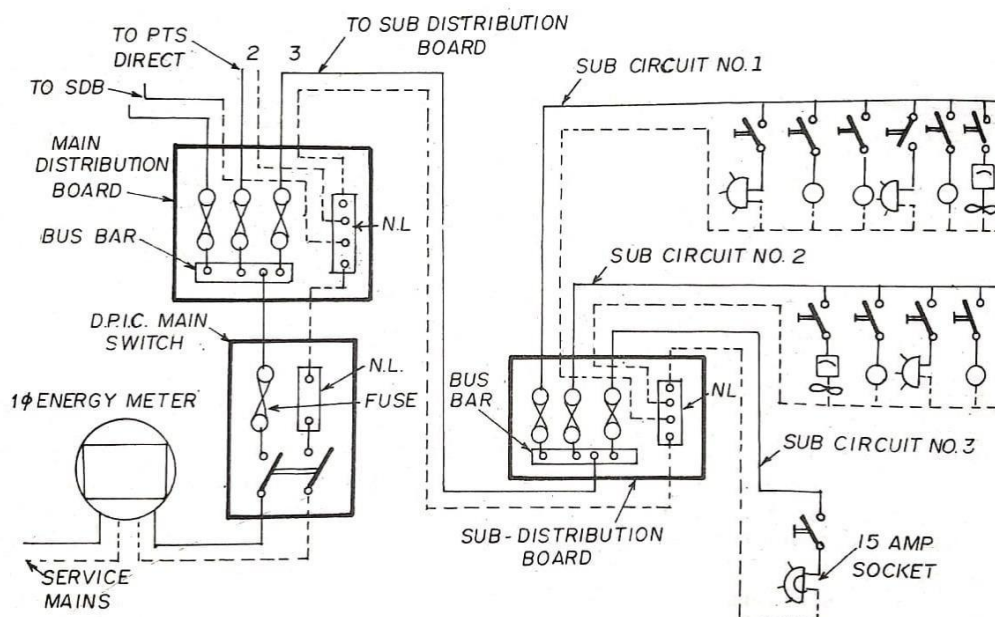 TO PTS
DIRECT
2
3
TO SUB DISTRIBUTION
BOARD
TO SDB
MAIN
DISTRIBUTION
BOARD
N.L
BUS BAR
D.P.I.C. MAIN
SWITCH
N.L.
FUSE
1ϕ ENERGY METER
SERVICE
MAINS
SUB CIRCUIT NO.1
SUB CIRCUIT NO. 2
BUS
BAR
NL
SUB CIRCUIT NO.3
SUB-DISTRIBUTION
BOARD
15 AMP
SOCKET